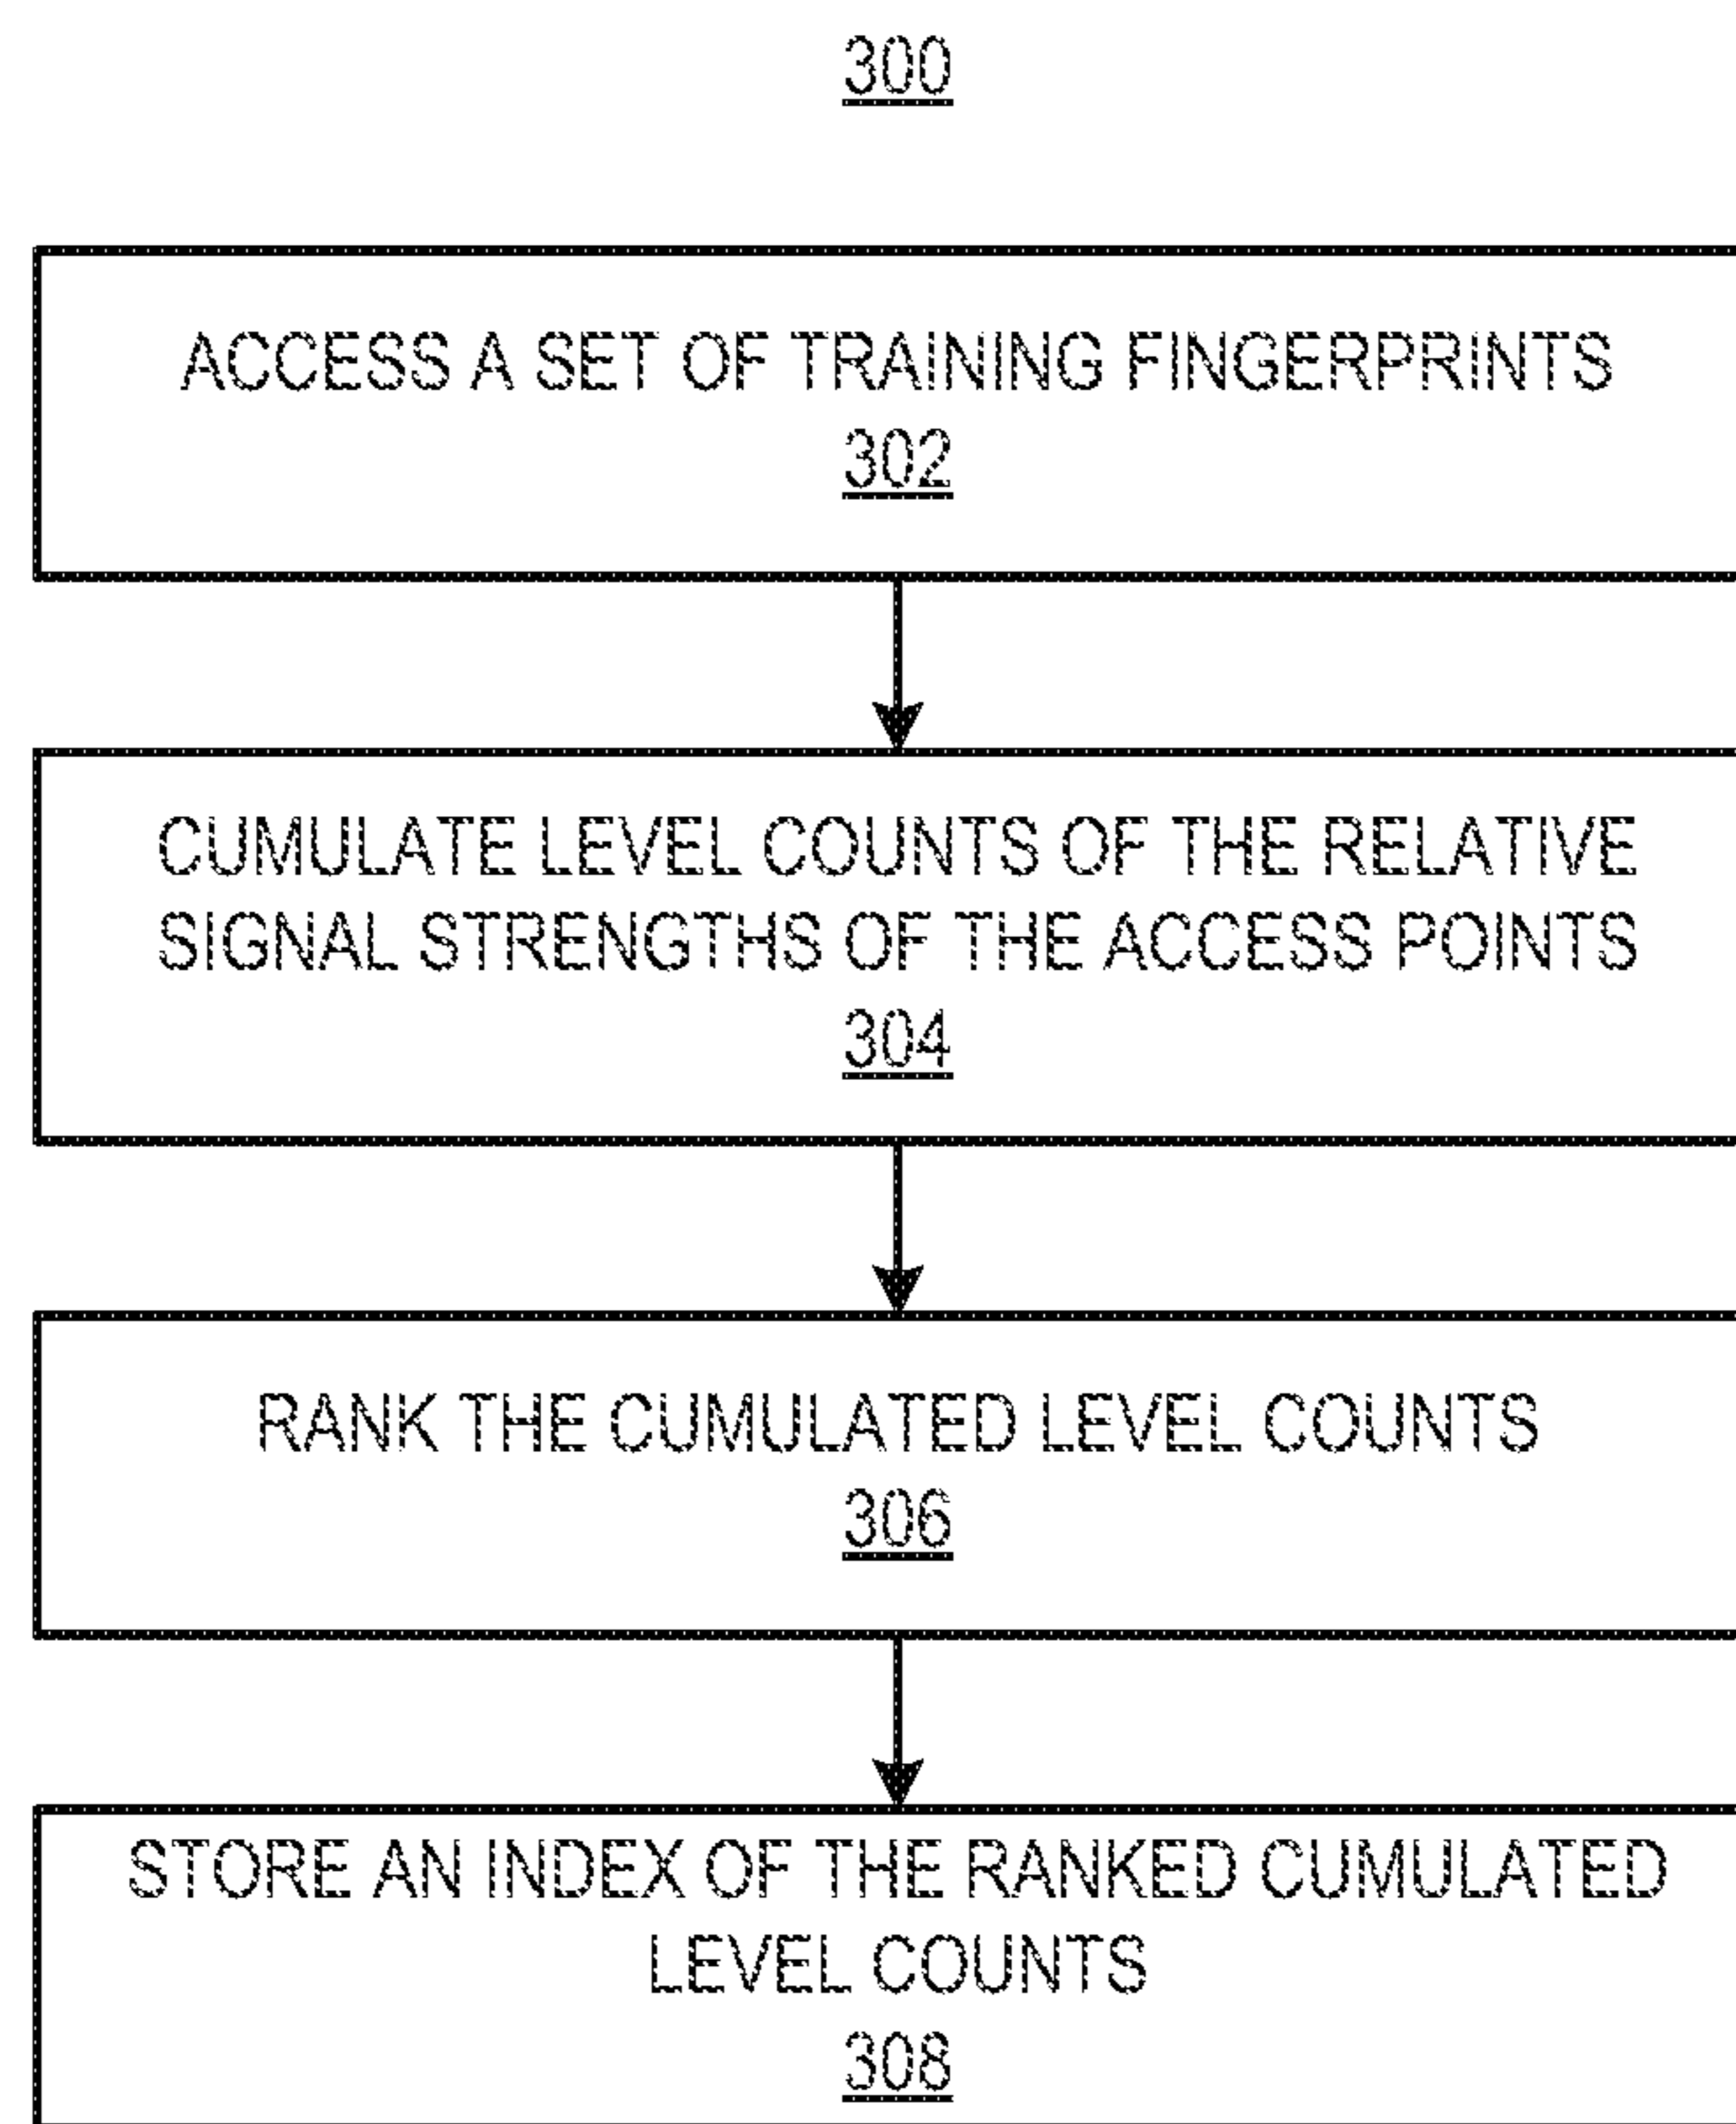 300
ACCESS A SET OF TRAINING FINGERPRINTS
302
CUMULATE LEVEL COUNTS OF THE RELATIVE
SIGNAL STRENGTHS OF THE ACCESS POINTS
304
RANK THE CUMULATED LEVEL COUNTS
306
STORE AN INDEX OF THE RANKED CUMULATED
LEVEL COUNTS
308